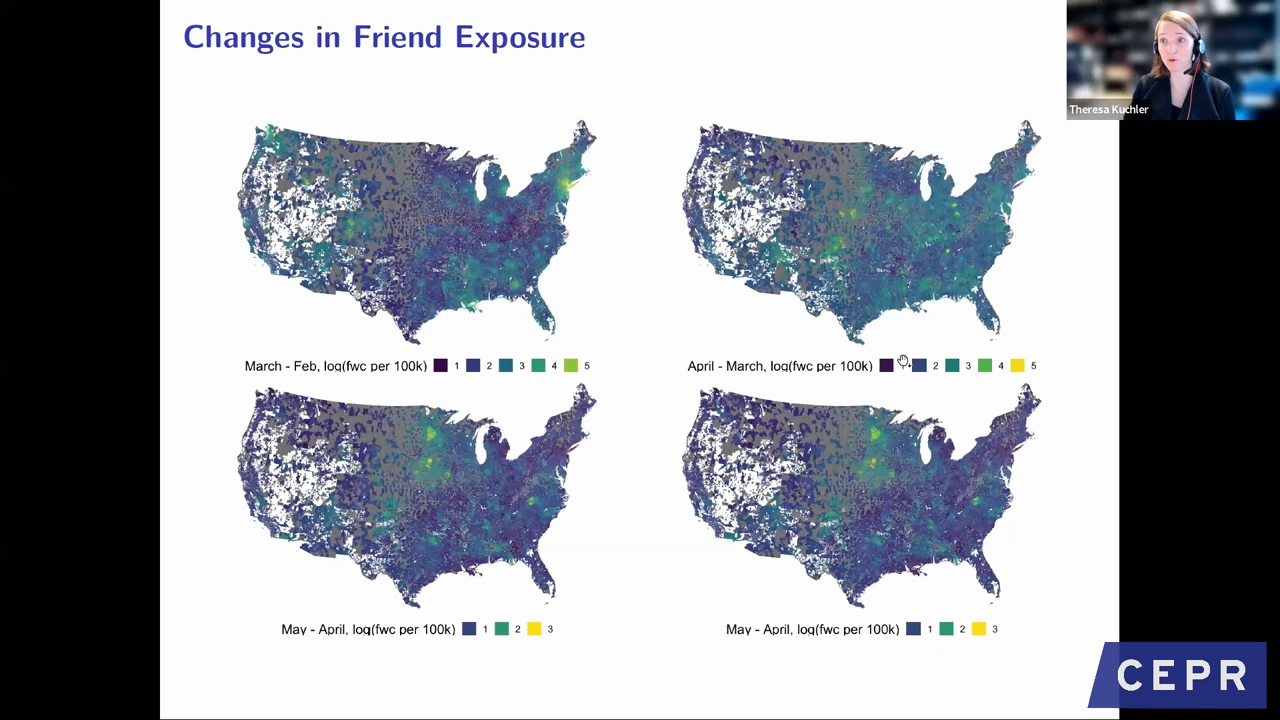 Changes in Friend Exposure
Theresa Kuchler
March - Feb, log(fwc per 100k) 1 2 3 4 5
April - March, log(fwc per 100k) 2 3 4 5
May - April, log(fwc per 100k) 1 2 3
May - April, log(fwc per 100k) 1 2 3
CEPR